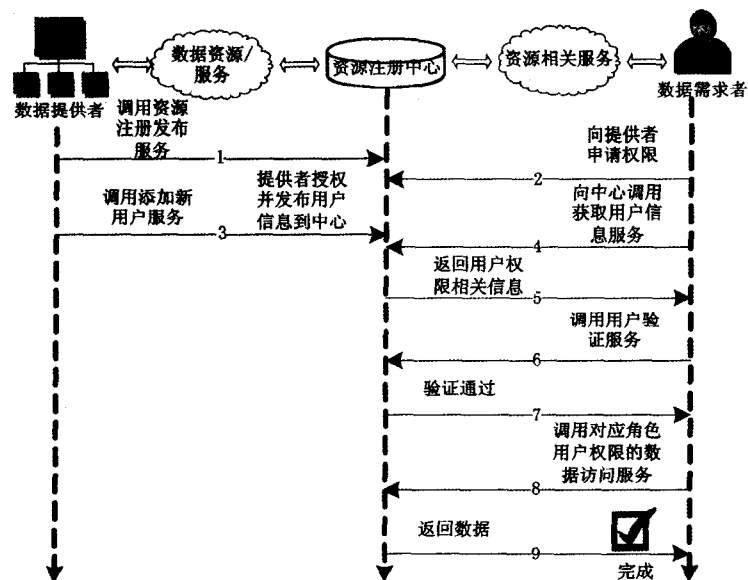 数据资源/
服务
资源注册中心
资源相关服务
数据提供者
数据需求者
调用资源
注册发布
服务
1
向提供者
申请权限
2
调用添加新
用户服务
3
提供者授权
并发布用户
信息到中心
向中心调用
获取用户信
息服务
4
返回用户权
限相关信息
5
调用用户验
证服务
6
验证通过
7
调用对应角色
用户权限的数
据访问服务
8
返回数据
9
完成